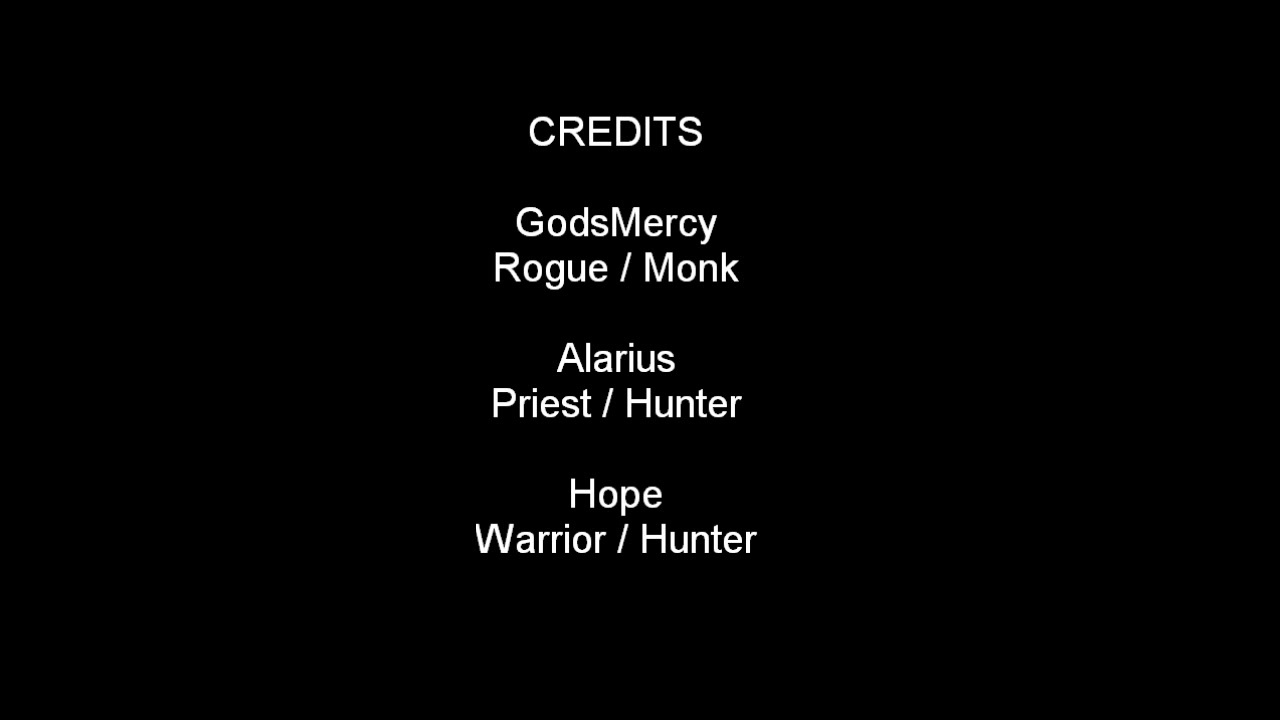 CREDITS
GodsMercy
Rogue / Monk
Alarius
Priest / Hunter
Hope
Warrior / Hunter